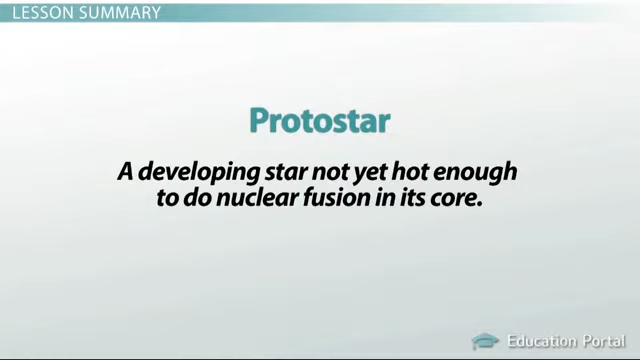 LESSON SUMMARY
Protostar
A developing star not yet hot enough
to do nuclear fusion in its core.
Education Portal